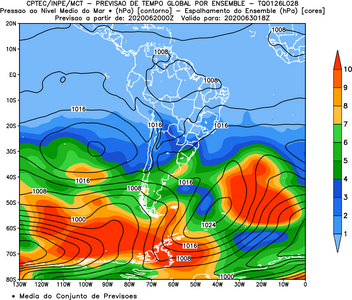 CPTEC/INPE/MCT - PREVISAO DE TEMPO GLOBAL POR ENSEMBLE - TQ0126L028
Pressao ao Nivel Medio do Mar * (hPa) [contorno] - Espalhamento do Ensemble (hPa) [cores]
Previsao a partir de: 2020062000Z Valido para: 2020063018Z
20N
10N
EQ
10S
20S
30S
40S
50S
60S
70S
80S
130W 120W 110W 100W 90W 80W 70W 60W 50W 40W 30W 20W 10W 0
1008
1008
1008
1016
1016
1016
1016
1016
1008
1008
1000
1024
1016
1008
1000
10
9
8
7
6
5
4
3
2
1
* Media do Conjunto de Previsoes